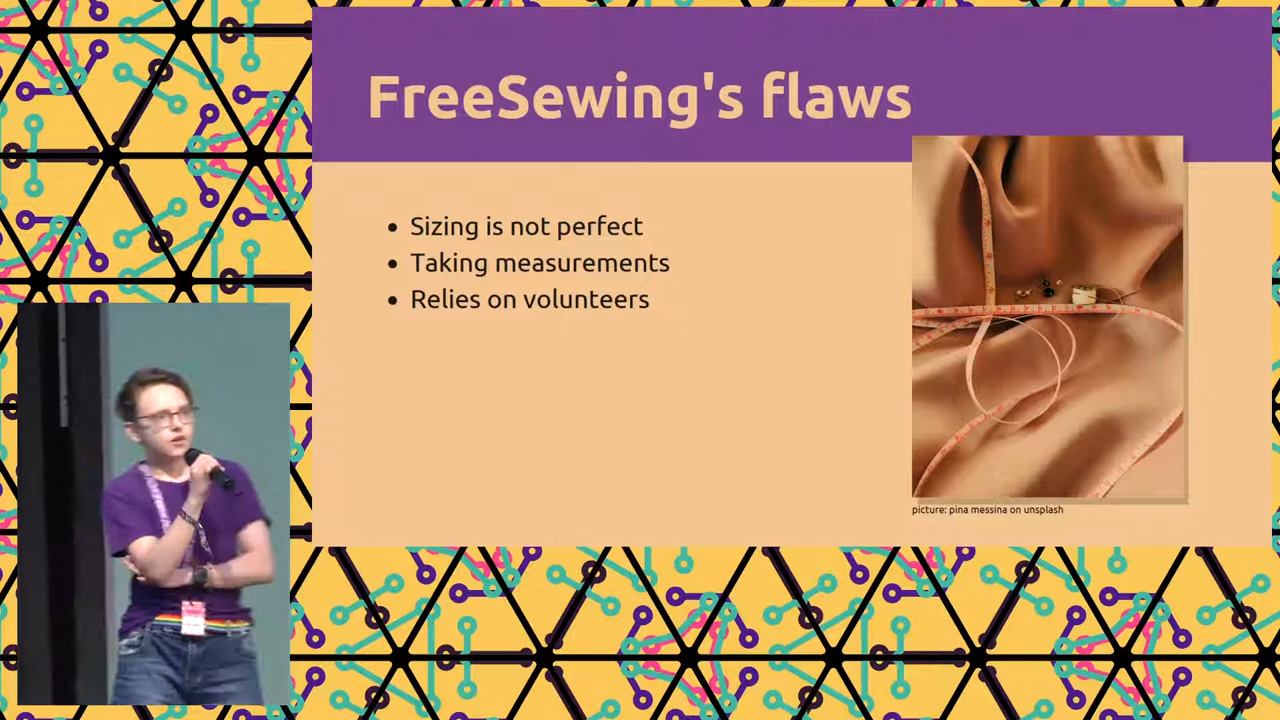 FreeSewing's flaws
Sizing is not perfect
Taking measurements
Relies on volunteers
picture: pina messina on unsplash